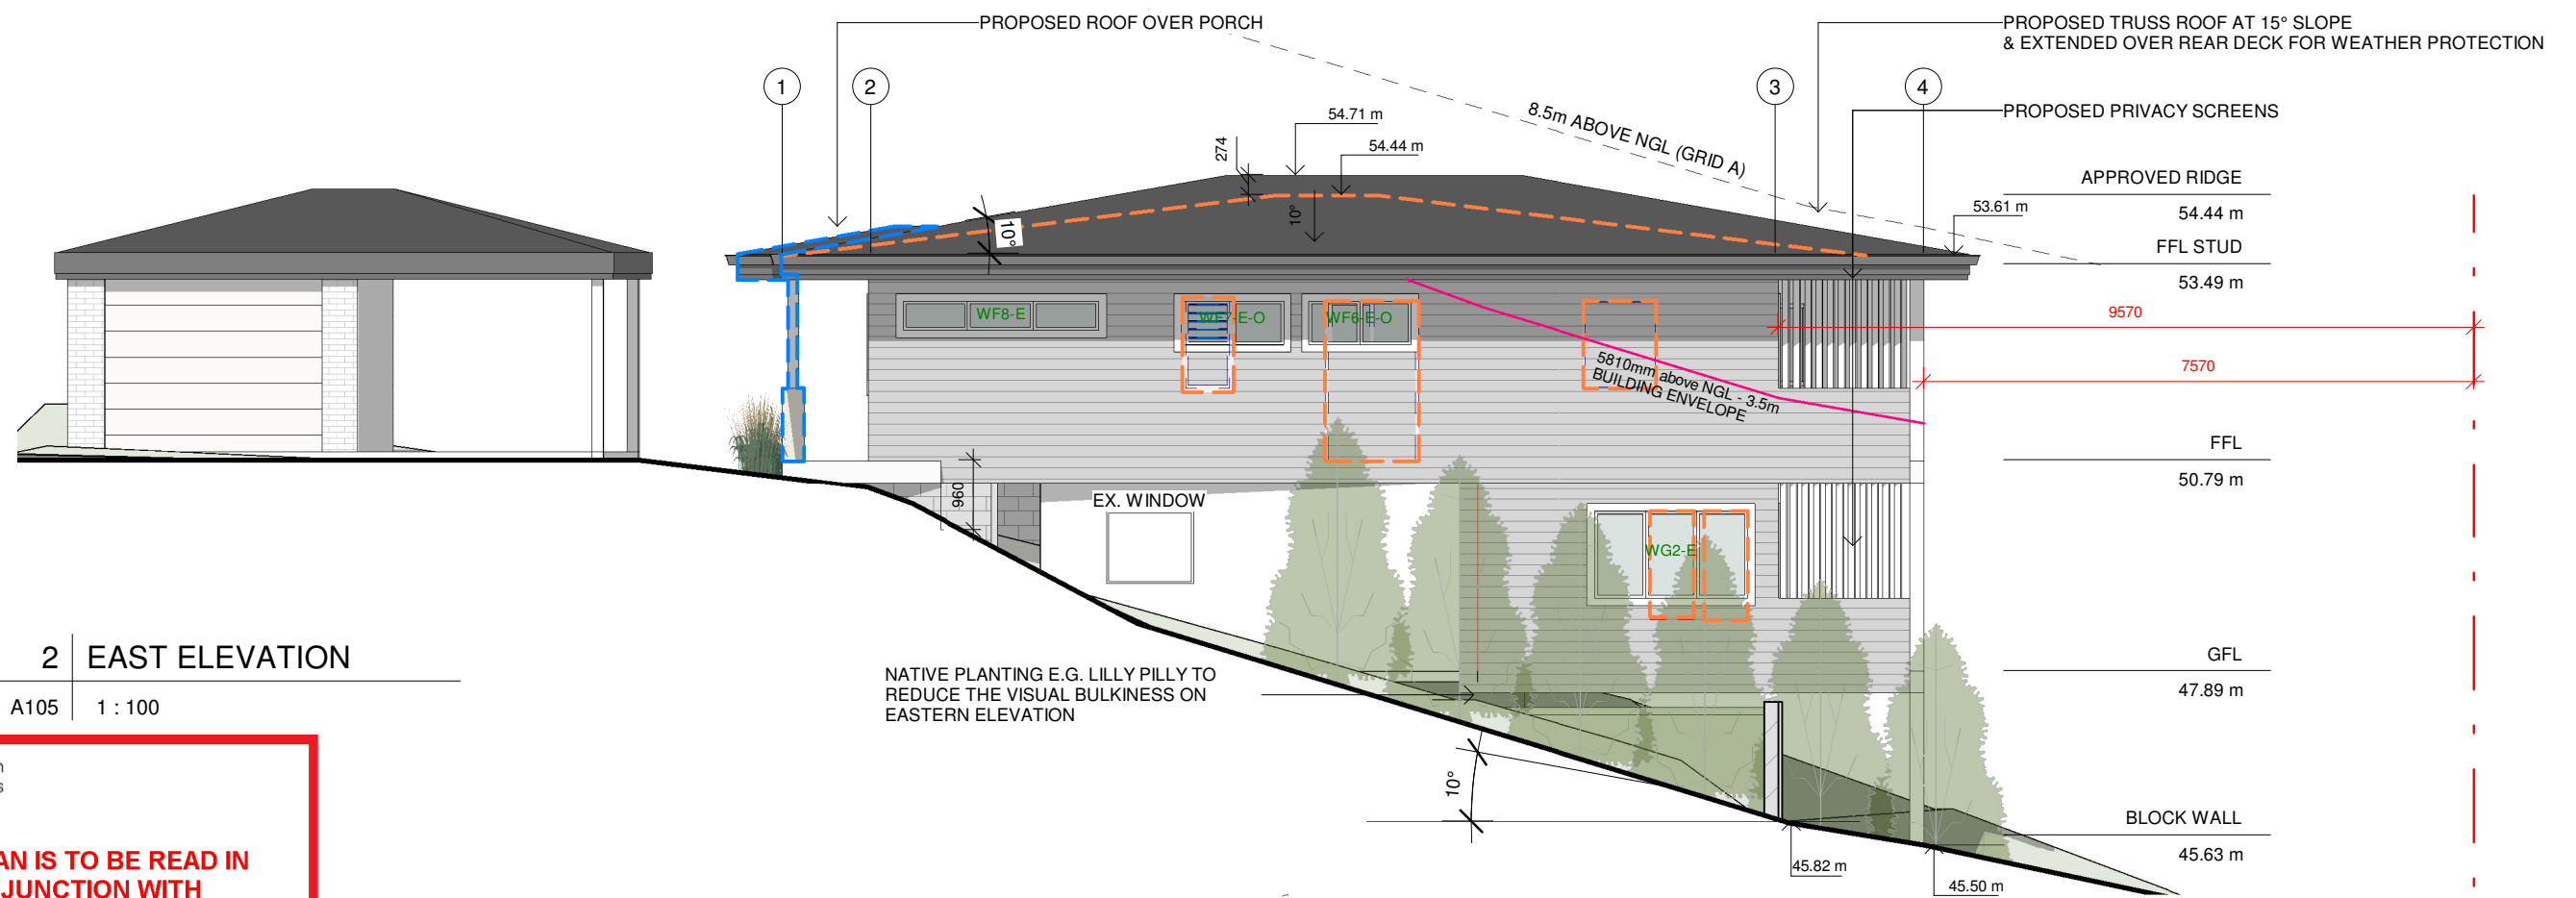 PROPOSED ROOF OVER PORCH
PROPOSED TRUSS ROOF AT 15° SLOPE
& EXTENDED OVER REAR DECK FOR WEATHER PROTECTION
1
2
3
4
8.5m ABOVE NGL (GRID A)
PROPOSED PRIVACY SCREENS
54.71 m
274
54.44 m
APPROVED RIDGE
54.44 m
53.61 m
10°
10°
FFL STUD
53.49 m
WF8-E
WF7-E-O
WF6-E-O
9570
5810mm above NGL - 3.5m
BUILDING ENVELOPE
7570
FFL
50.79 m
960
EX. WINDOW
WG2-E
2
EAST ELEVATION
A105
1 : 100
NATIVE PLANTING E.G. LILLY PILLY TO
REDUCE THE VISUAL BULKINESS ON
EASTERN ELEVATION
GFL
47.89 m
10°
BLOCK WALL
45.63 m
45.82 m
45.50 m
AN IS TO BE READ IN
JUNCTION WITH